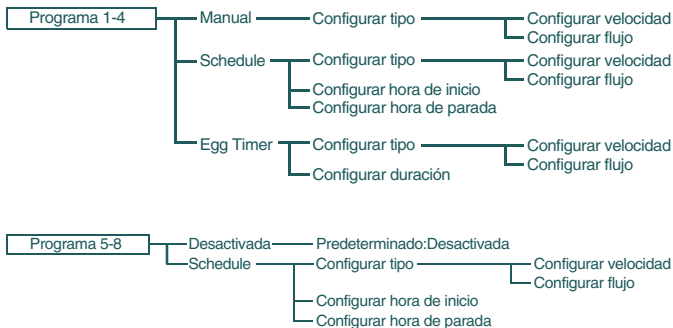 Programa 1-4 Manual Configurar tipo Configurar velocidad
Configurar flujo
Schedule Configurar tipo Configurar velocidad
Configurar flujo
Configurar hora de inicio
Configurar hora de parada
Egg Timer Configurar tipo Configurar velocidad
Configurar flujo
Configurar duración
Programa 5-8 Desactivada Predeterminado:Desactivada
Schedule Configurar tipo Configurar velocidad
Configurar flujo
Configurar hora de inicio
Configurar hora de parada